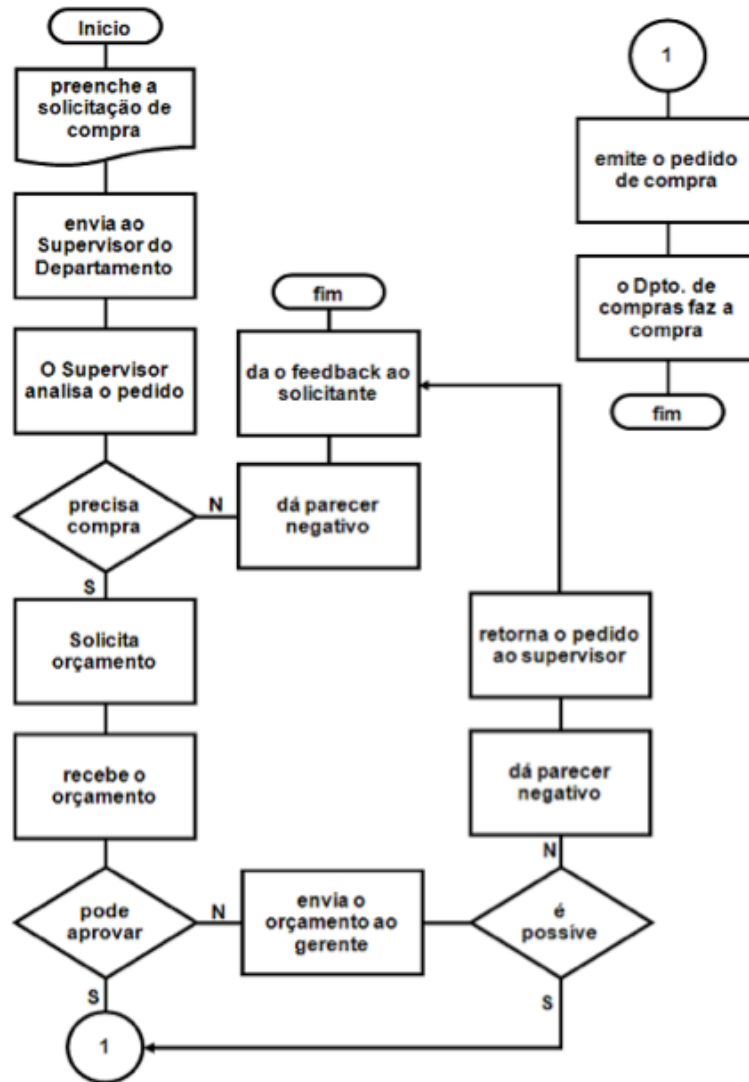 Inicio
preenche a
solicitação de
compra
envia ao
Supervisor do
Departamento
O Supervisor
analisa o pedido
precisa
compra
N
S
dá parecer
negativo
da o feedback ao
solicitante
fim
Solicita
orçamento
recebe o
orçamento
pode
aprovar
N
S
envia o
orçamento ao
gerente
é
possive
N
S
dá parecer
negativo
retorna o pedido
ao supervisor
1
1
emite o pedido
de compra
o Dpto. de
compras faz a
compra
fim